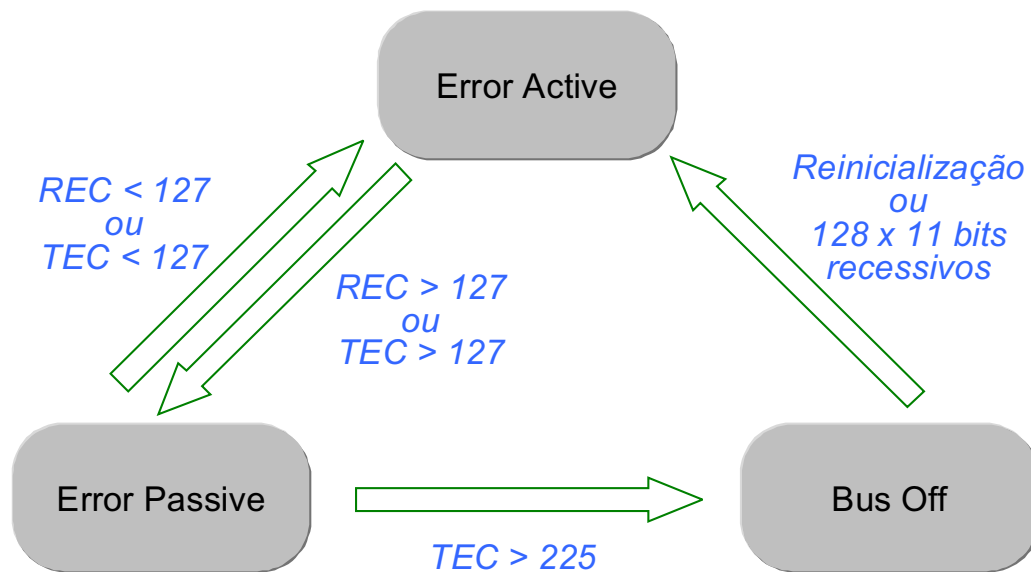 Error Active
REC < 127
ou
TEC < 127
REC > 127
ou
TEC > 127
Reinicialização
ou
128 x 11 bits
recessivos
Error Passive
TEC > 225
Bus Off